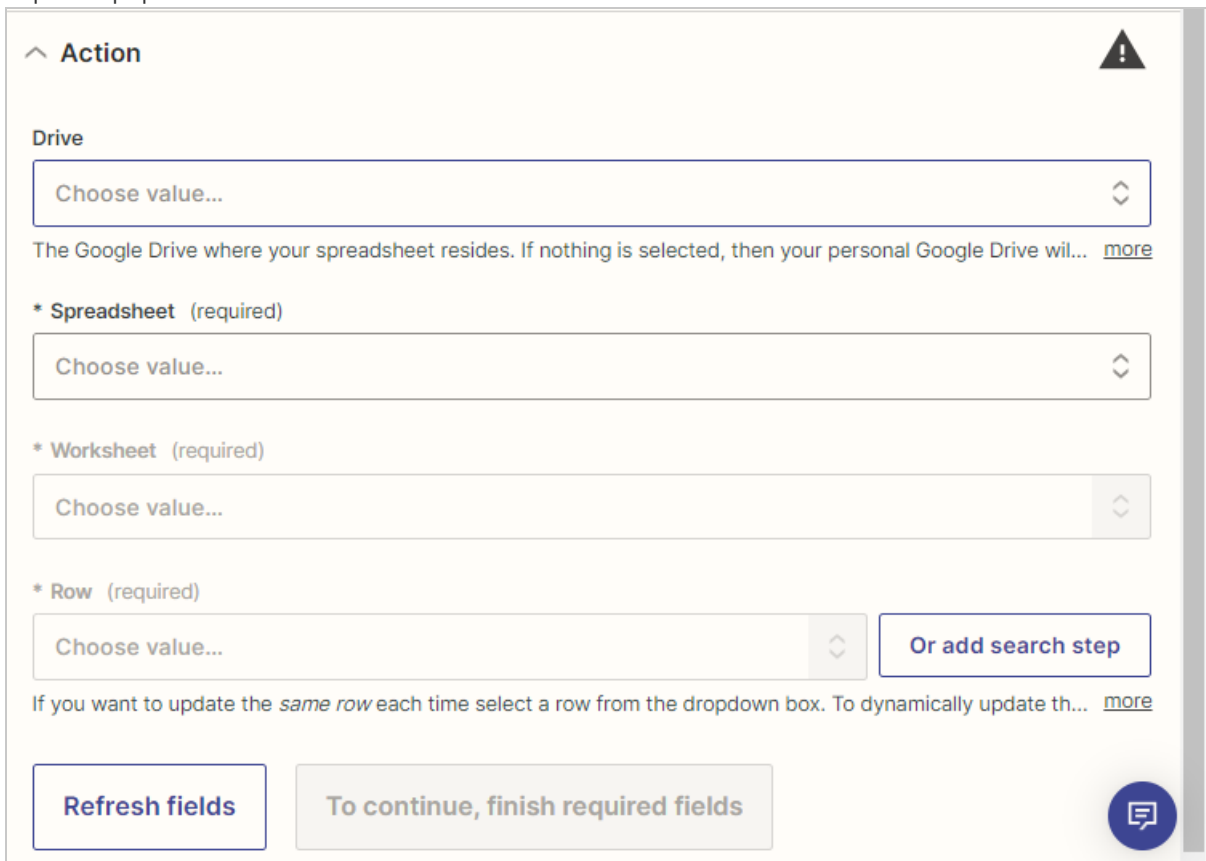 Action
Drive
Choose value...
The Google Drive where your spreadsheet resides. If nothing is selected, then your personal Google Drive wil... more
* Spreadsheet (required)
Choose value...
* Worksheet (required)
Choose value...
* Row (required)
Choose value...
Or add search step
If you want to update the same row each time select a row from the dropdown box. To dynamically update th... more
Refresh fields
To continue, finish required fields